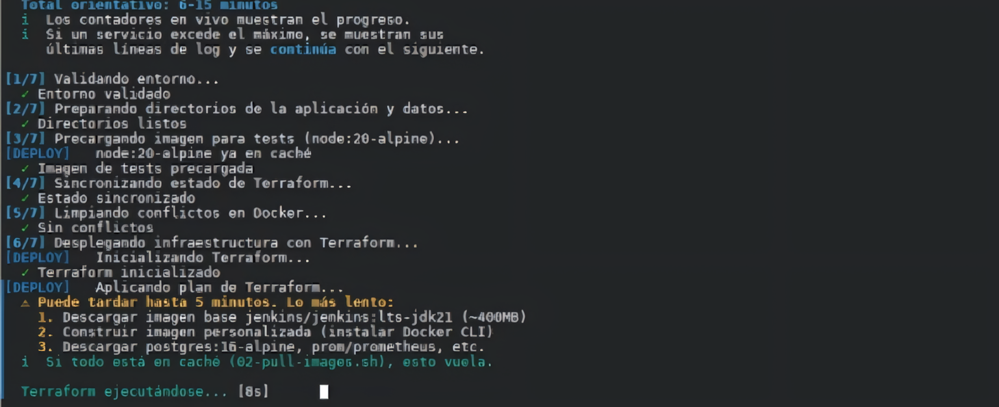 Total orientativo: 6-15 minutos
i Los contadores en vivo muestran el progreso.
i Si un servicio excede el máximo, se muestran sus
últimas líneas de log y se continúa con el siguiente.
[1/7] Validando entorno...
✓ Entorno validado
[2/7] Preparando directorios de la aplicación y datos...
✓ Directorios listos
[3/7] Precargando imagen para tests (node:20-alpine)...
[DEPLOY] node:20-alpine ya en caché
✓ Imagen de tests precargada
[4/7] Sincronizando estado de Terraform...
✓ Estado sincronizado
[5/7] Limpiando conflictos en Docker...
✓ Sin conflictos
[6/7] Desplegando infraestructura con Terraform...
[DEPLOY] Inicializando Terraform...
✓ Terraform inicializado
[DEPLOY] Aplicando plan de Terraform...
⚠ Puede tardar hasta 5 minutos. Lo más lento:
1. Descargar imagen base jenkins/jenkins:lts-jdk21 (~400MB)
2. Construir imagen personalizada (instalar Docker CLI)
3. Descargar postgres:16-alpine, prom/prometheus, etc.
i Si todo está en caché (02-pull-images.sh), esto vuela.
Terraform ejecutándose... [8s]